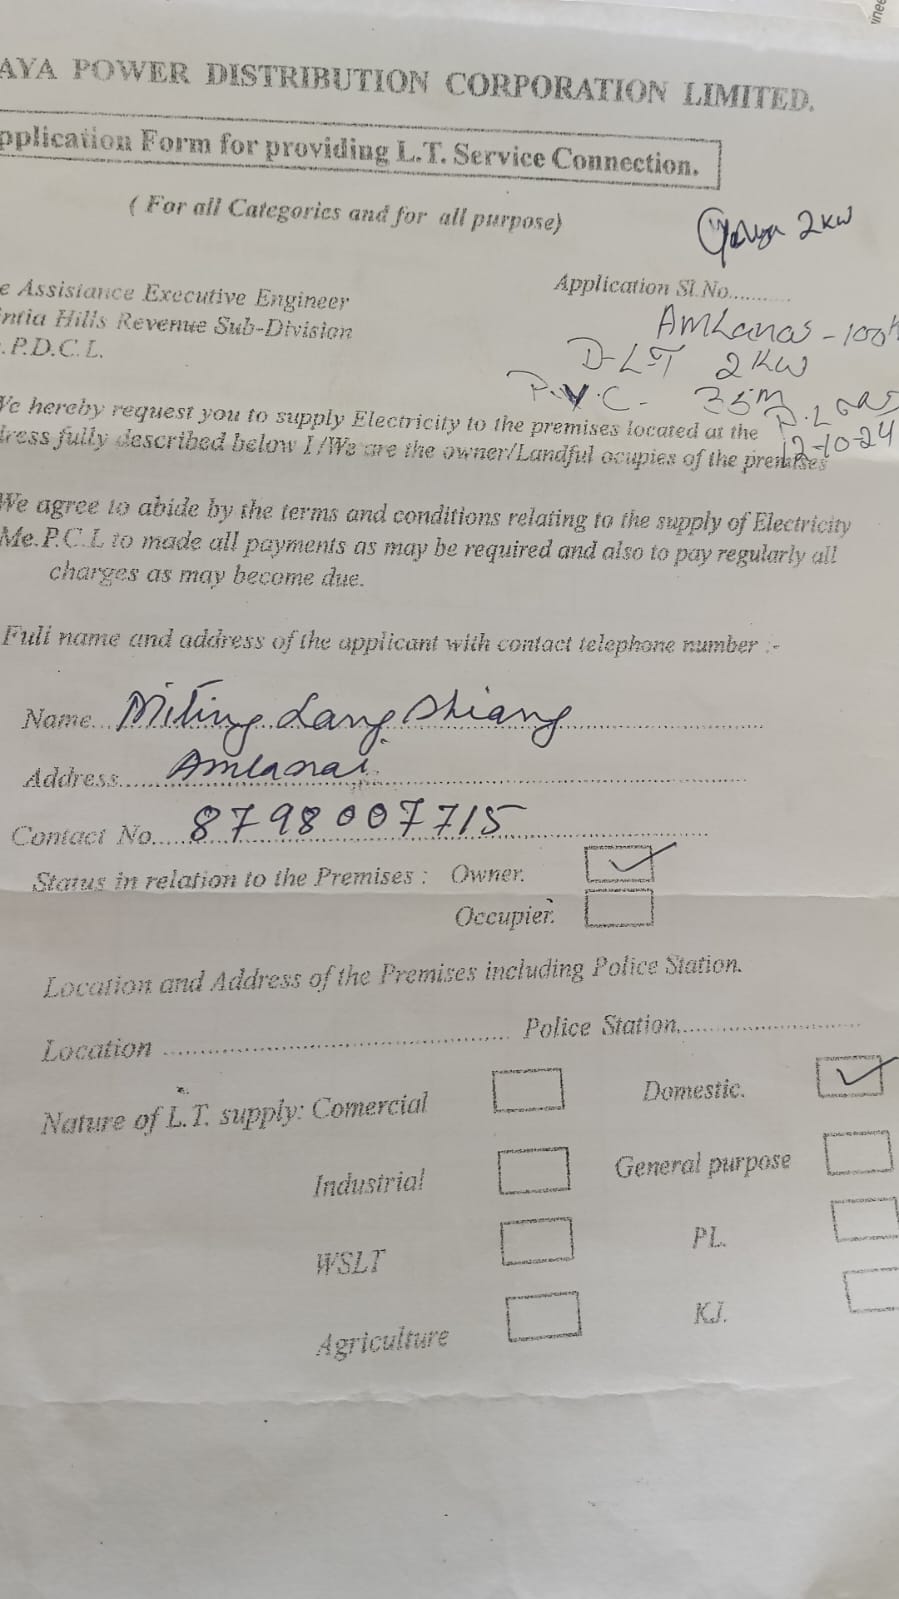 AYA POWER DISTRIBUTION CORPORATION LIMITED.
pplication Form for providing L.T. Service Connection.
( For all Categories and for all purpose)
2KW
e Assistance Executive Engineer
Application Sl.No..........
intia Hills Revenue Sub-Division
.P.D.C.L.
D-LT 2KW
P.V.C. - 35m
12-10-24
We hereby request you to supply Electricity to the premises located at the
dress fully described below I/We are the owner/Landful ocupies of the premises
We agree to abide by the terms and conditions relating to the supply of Electricity
Me.P.C.L to made all payments as may be required and also to pay regularly all
charges as may become due.
Full name and address of the applicant with contact telephone number :-
Name... Miting Lang Shiang
Address..... Amlanai
Contact No.... 8798007715
Status in relation to the Premises : Owner.
Occupier.
Location and Address of the Premises including Police Station.
Location ........................................ Police Station..............................
Nature of L.T. supply: Comercial Domestic.
Industrial General purpose
WSLT PL.
Agriculture KJ.